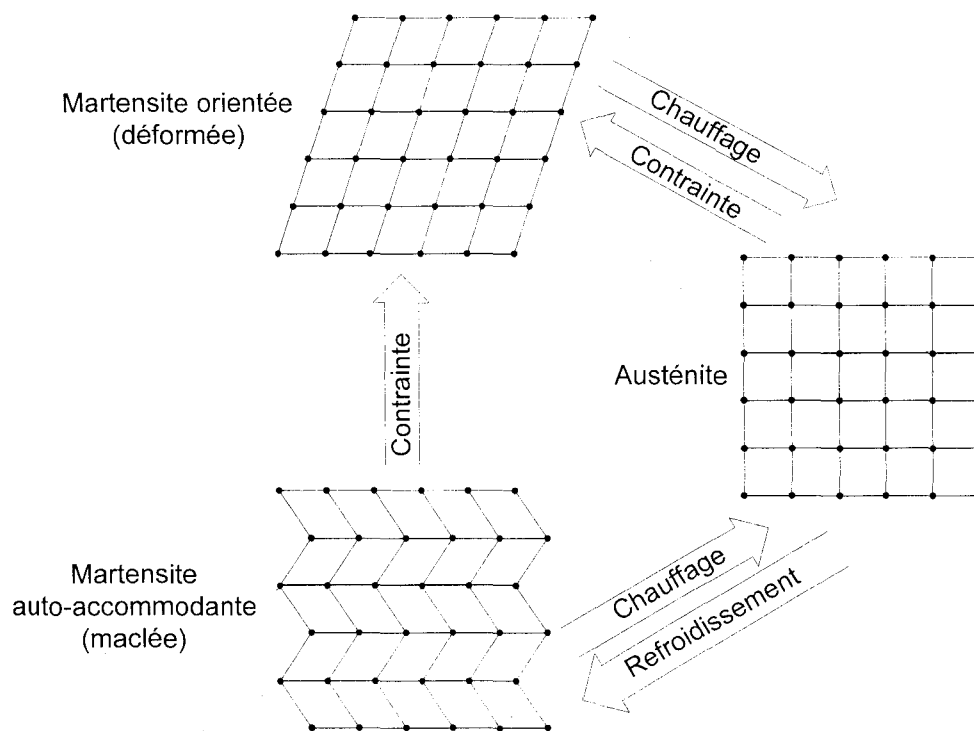 Martensite orientée
(déformée)
Chauffage
Contrainte
Contrainte
Austénite
Martensite
auto-accommodante
(maclée)
Chauffage
Refroidissement